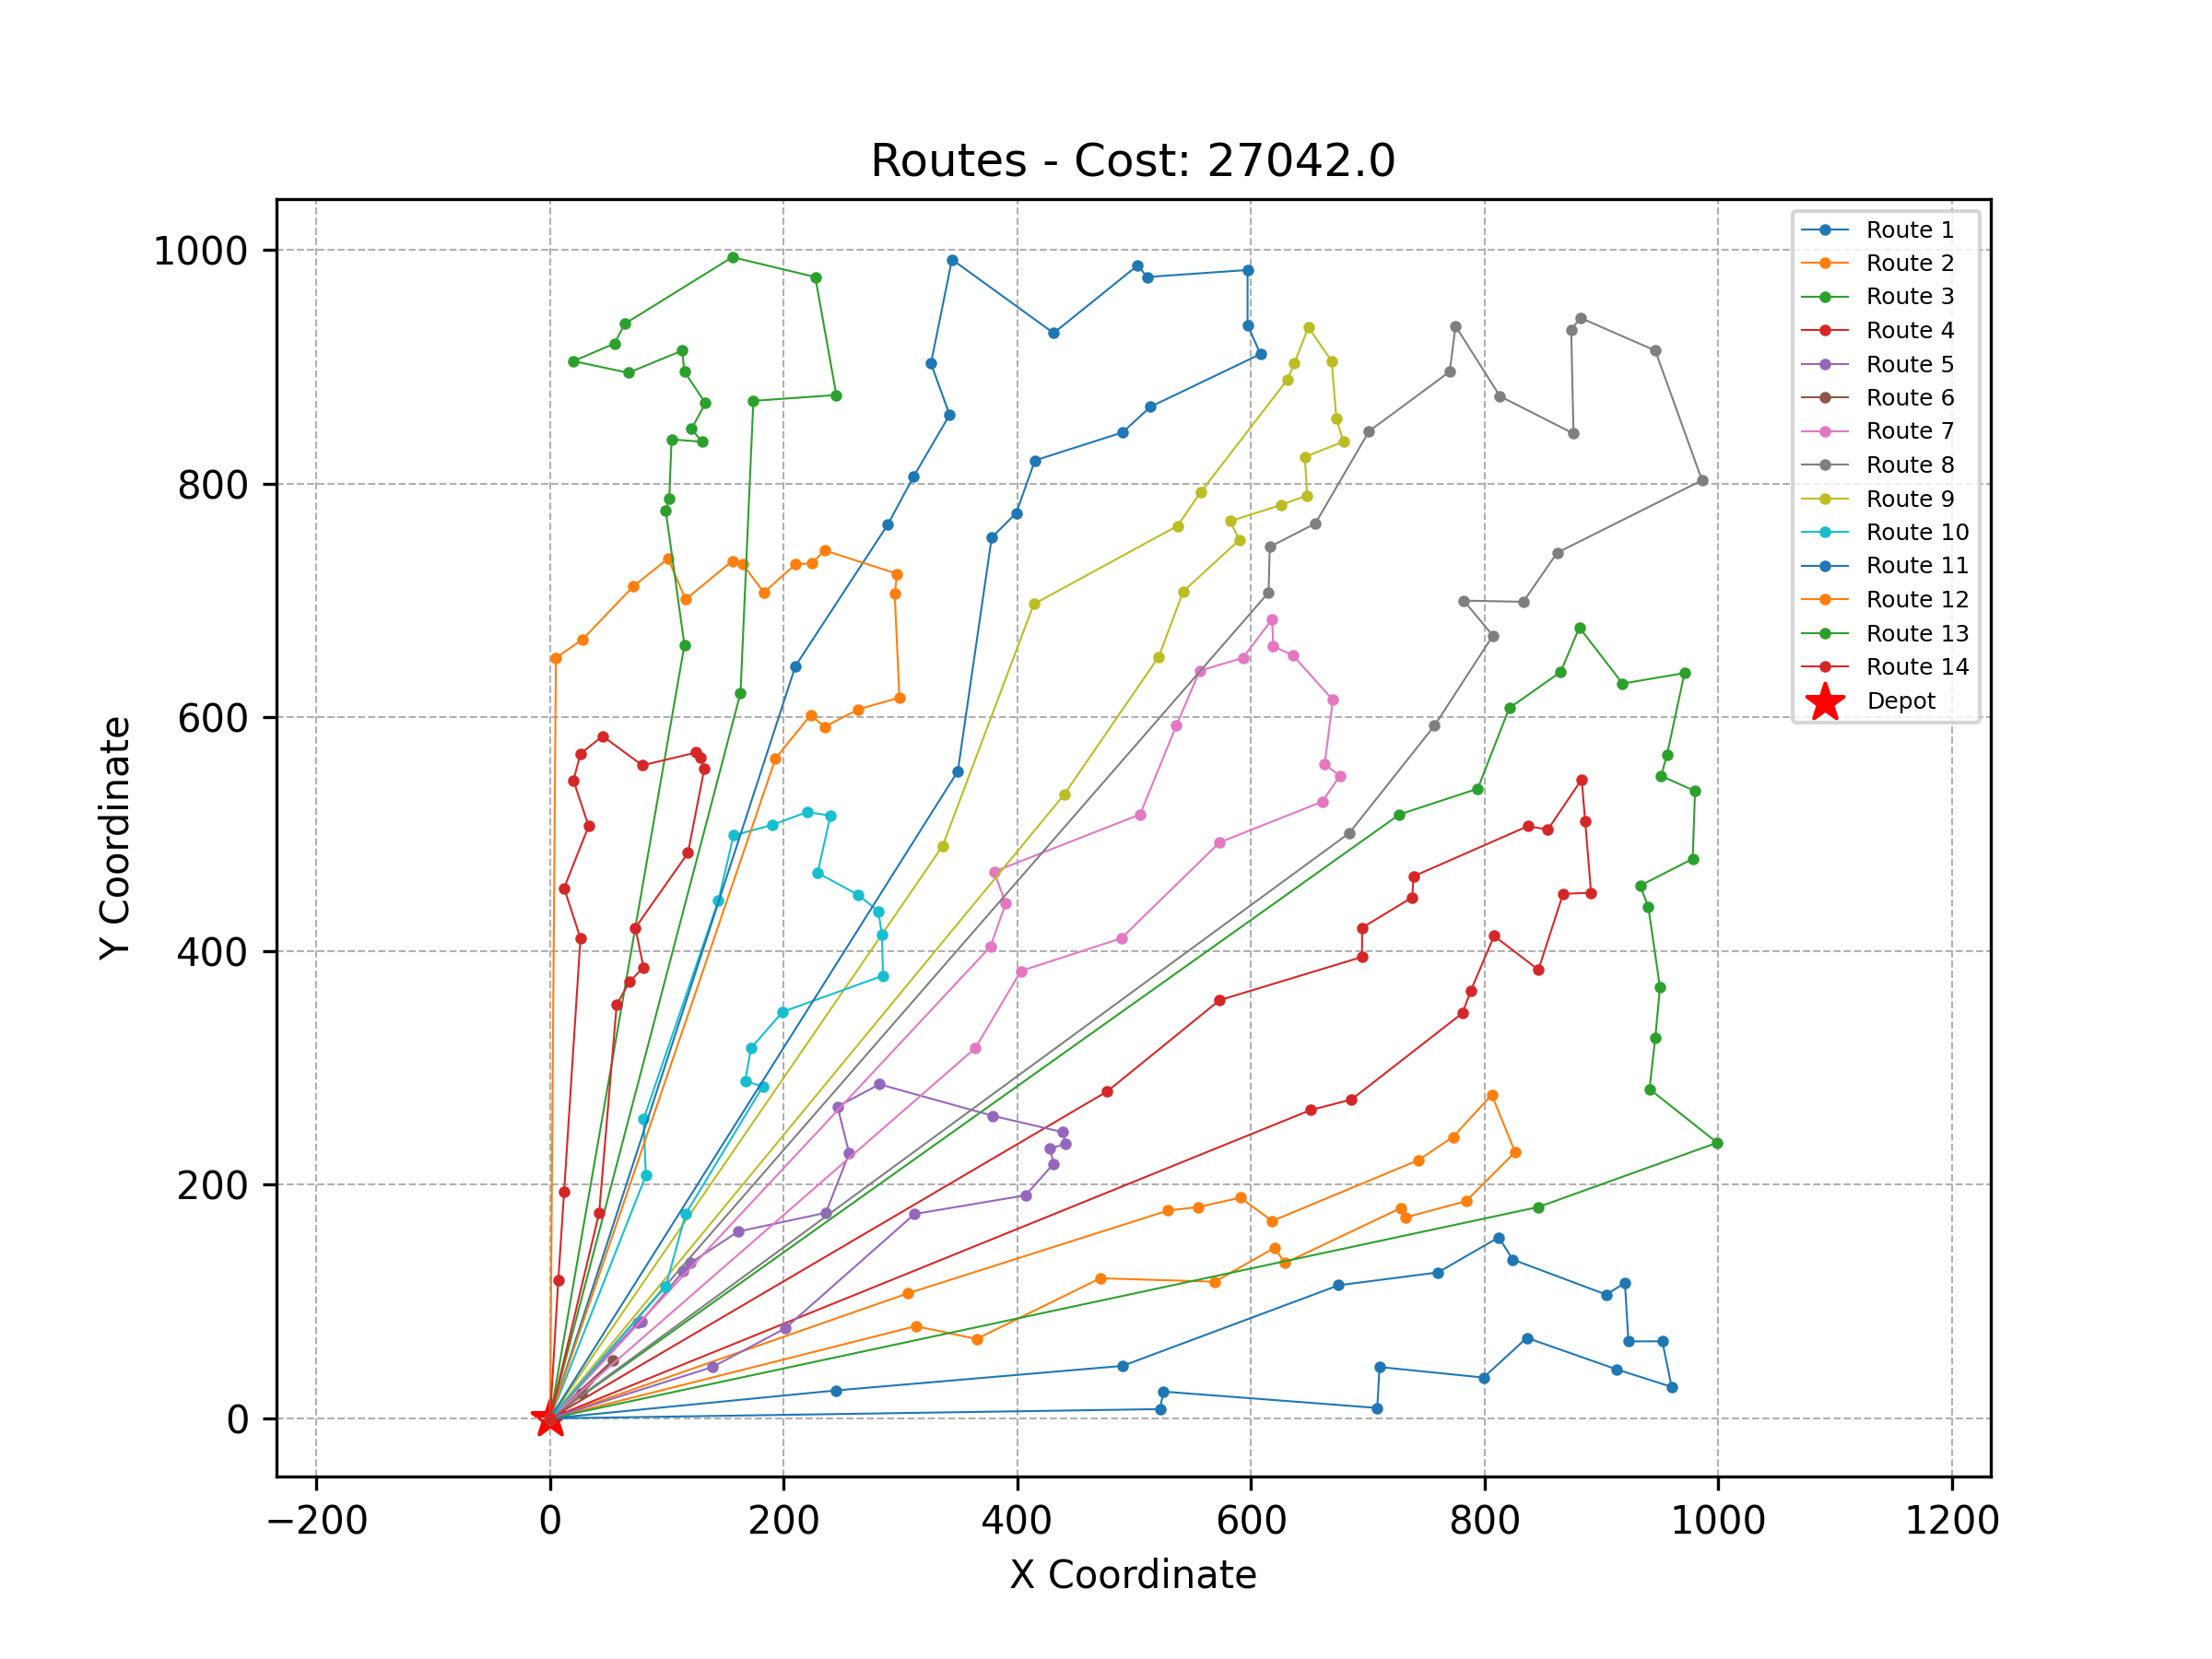 Routes - Cost: 27042.0
Y Coordinate
1000
800
600
400
200
0
−200
0
200
400
600
800
1000
1200
X Coordinate
Route 1
Route 2
Route 3
Route 4
Route 5
Route 6
Route 7
Route 8
Route 9
Route 10
Route 11
Route 12
Route 13
Route 14
Depot